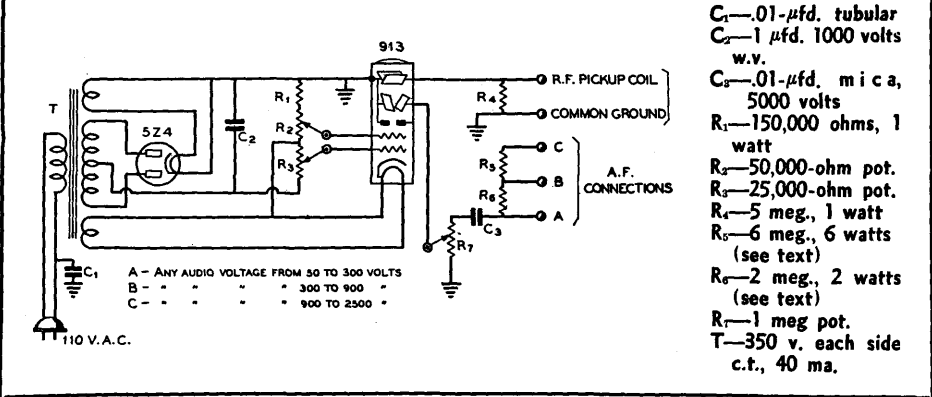 913
T
5Z4
C₂
R₁
R₂
R₃
R₄
R.F. PICKUP COIL
COMMON GROUND
C
R₅
B
R₆
A
A.F.
CONNECTIONS
C₃
R₇
C₁
A - ANY AUDIO VOLTAGE FROM 50 TO 300 VOLTS
B - " " " " 300 TO 900 "
C - " " " " 900 TO 2500 "
110 V.A.C.
C₁—.01-μfd. tubular
C₂—1 μfd. 1000 volts
w.v.
C₃—.01-μfd. mica,
5000 volts
R₁—150,000 ohms, 1
watt
R₂—50,000-ohm pot.
R₃—25,000-ohm pot.
R₄—5 meg., 1 watt
R₅—6 meg., 6 watts
(see text)
R₆—2 meg., 2 watts
(see text)
R₇—1 meg pot.
T—350 v. each side
c.t., 40 ma.